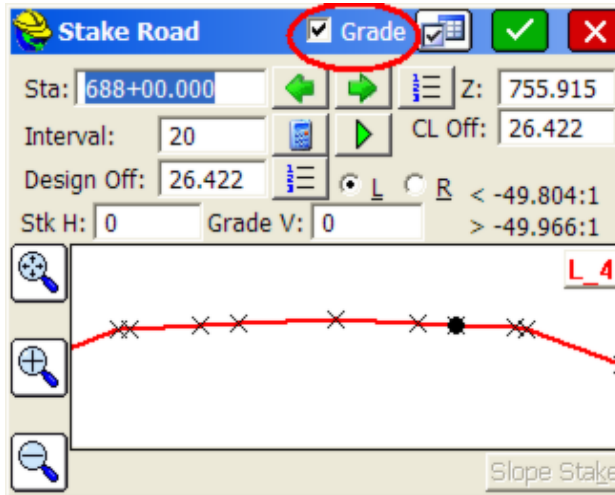 Stake Road Grade
Sta: 688+00.000 Z: 755.915
Interval: 20 CL Off: 26.422
Design Off: 26.422 L R < -49.804:1
Stk H: 0 Grade V: 0 > -49.966:1
L_4
Slope Stake